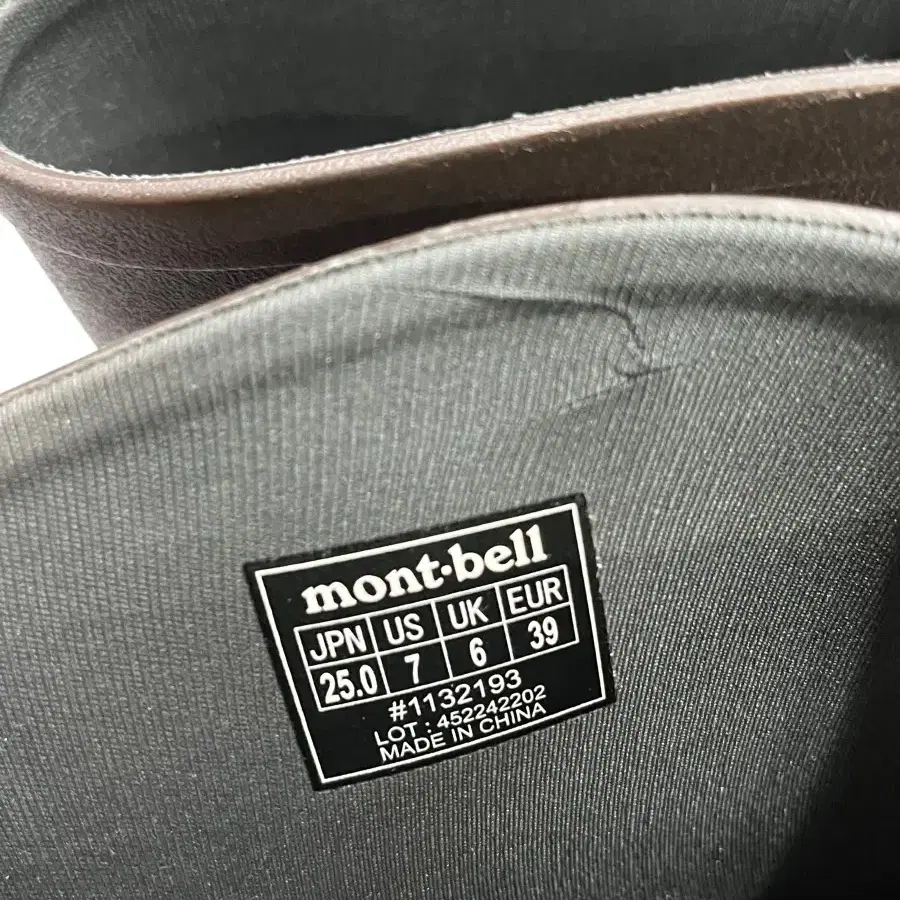 mont·bell
JPN US UK EUR
25.0 7 6 39
#1132193
LOT : 452242202
MADE IN CHINA